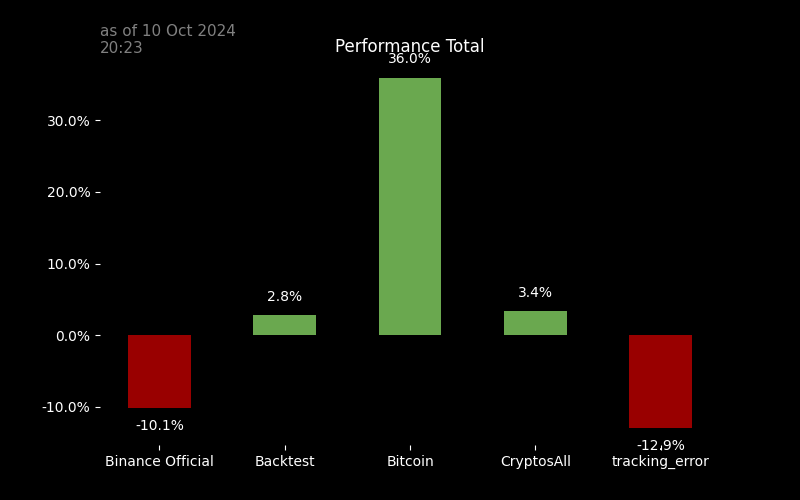 as of 10 Oct 2024
20:23
Performance Total
36.0%
30.0%
20.0%
10.0%
0.0%
-10.0%
2.8%
3.4%
-10.1%
-12.9%
Binance Official
Backtest
Bitcoin
CryptosAll
tracking_error